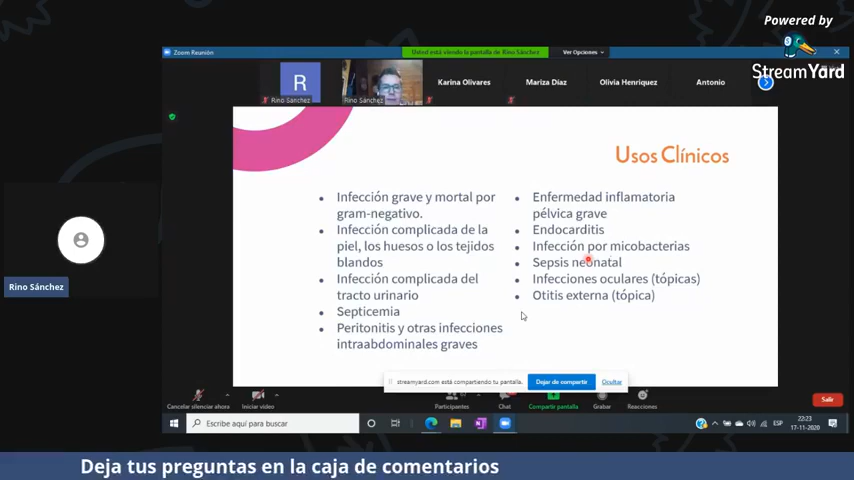 Powered by
StreamYard
Zoom Reunión
Usted está viendo la pantalla de Rino Sánchez
Ver Opciones
R
Rino Sánchez
Rino Sánchez
Karina Olivares
Mariza Díaz
Olivia Henriquez
Antonio
Usos Clínicos
Infección grave y mortal por
gram-negativo.
Infección complicada de la
piel, los huesos o los tejidos
blandos
Infección complicada del
tracto urinario
Septicemia
Peritonitis y otras infecciones
intraabdominales graves
Enfermedad inflamatoria
pélvica grave
Endocarditis
Infección por micobacterias
Sepsis neonatal
Infecciones oculares (tópicas)
Otitis externa (tópica)
Rino Sánchez
streamyard.com está compartiendo tu pantalla.
Dejar de compartir
Ocultar
Cancelar silenciar ahora
Iniciar video
Participantes
Chat
Compartir pantalla
Grabar
Reacciones
Salir
Escribe aquí para buscar
ESP
22:23
17-11-2020
Deja tus preguntas en la caja de comentarios